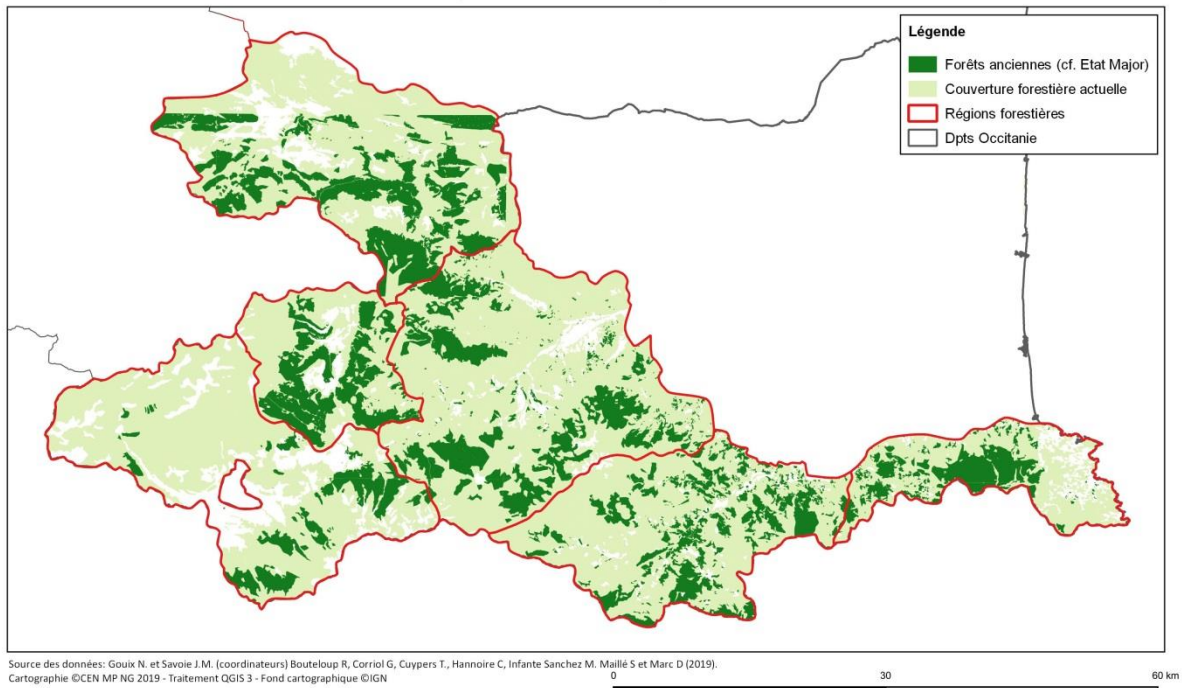 Légende
Forêts anciennes (cf. Etat Major)
Couverture forestière actuelle
Régions forestières
Dpts Occitanie
Source des données: Gouix N. et Savoie J.M. (coordinateurs) Bouteloup R, Corriol G, Cuypers T., Hannoire C, Infante Sanchez M. Maillé S et Marc D (2019).
Cartographie ©CEN MP NG 2019 - Traitement QGIS 3 - Fond cartographique ©IGN
0 30 60 km